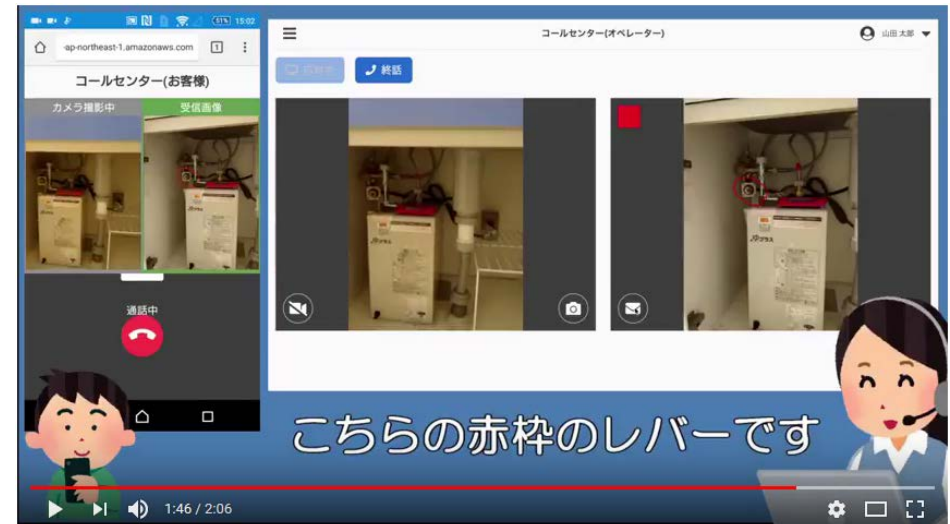 51% 15:02
-ap-northeast-1.amazonaws.com
1
コールセンター(お客様)
カメラ撮影中
受信画像
通話中
コールセンター(オペレーター)
山田 太郎
終話
こちらの赤枠のレバーです
1:46 / 2:06